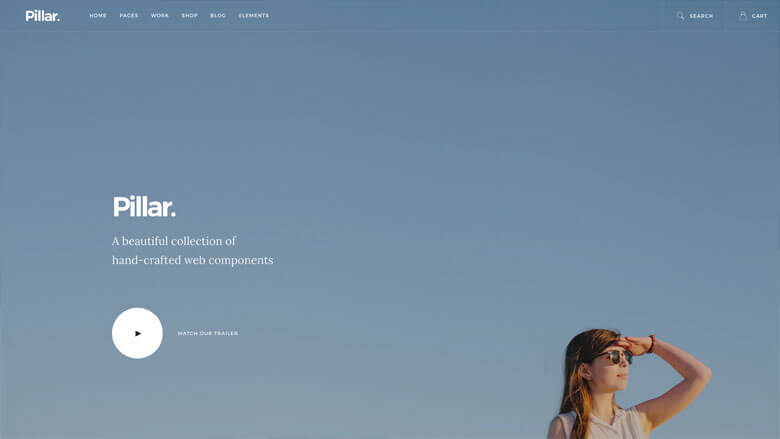 Pillar.
HOME PAGES WORK SHOP BLOG ELEMENTS
SEARCH
CART
Pillar.
A beautiful collection of
hand-crafted web components
WATCH OUR TRAILER